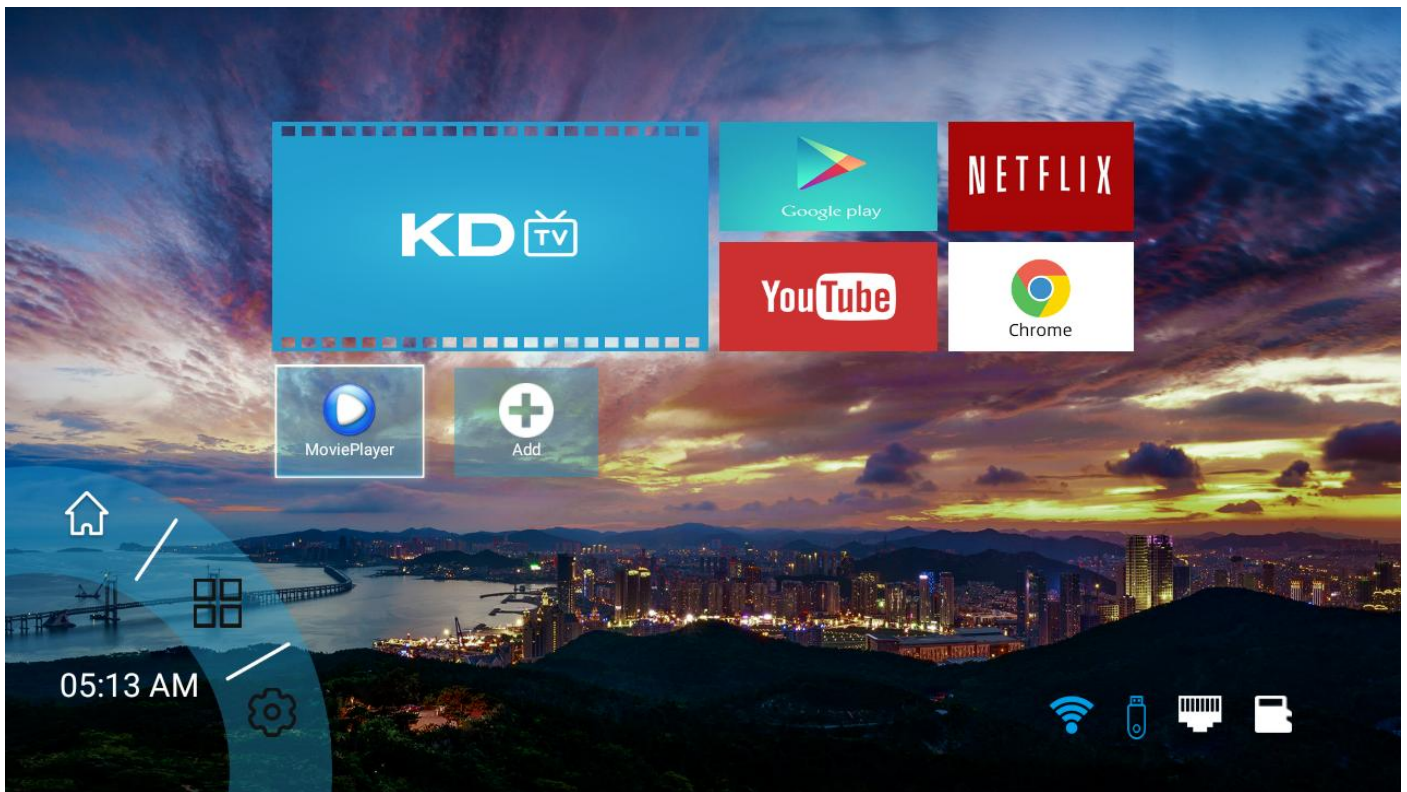 KD TV
Google play
NETFLIX
YouTube
Chrome
MoviePlayer
Add
05:13 AM